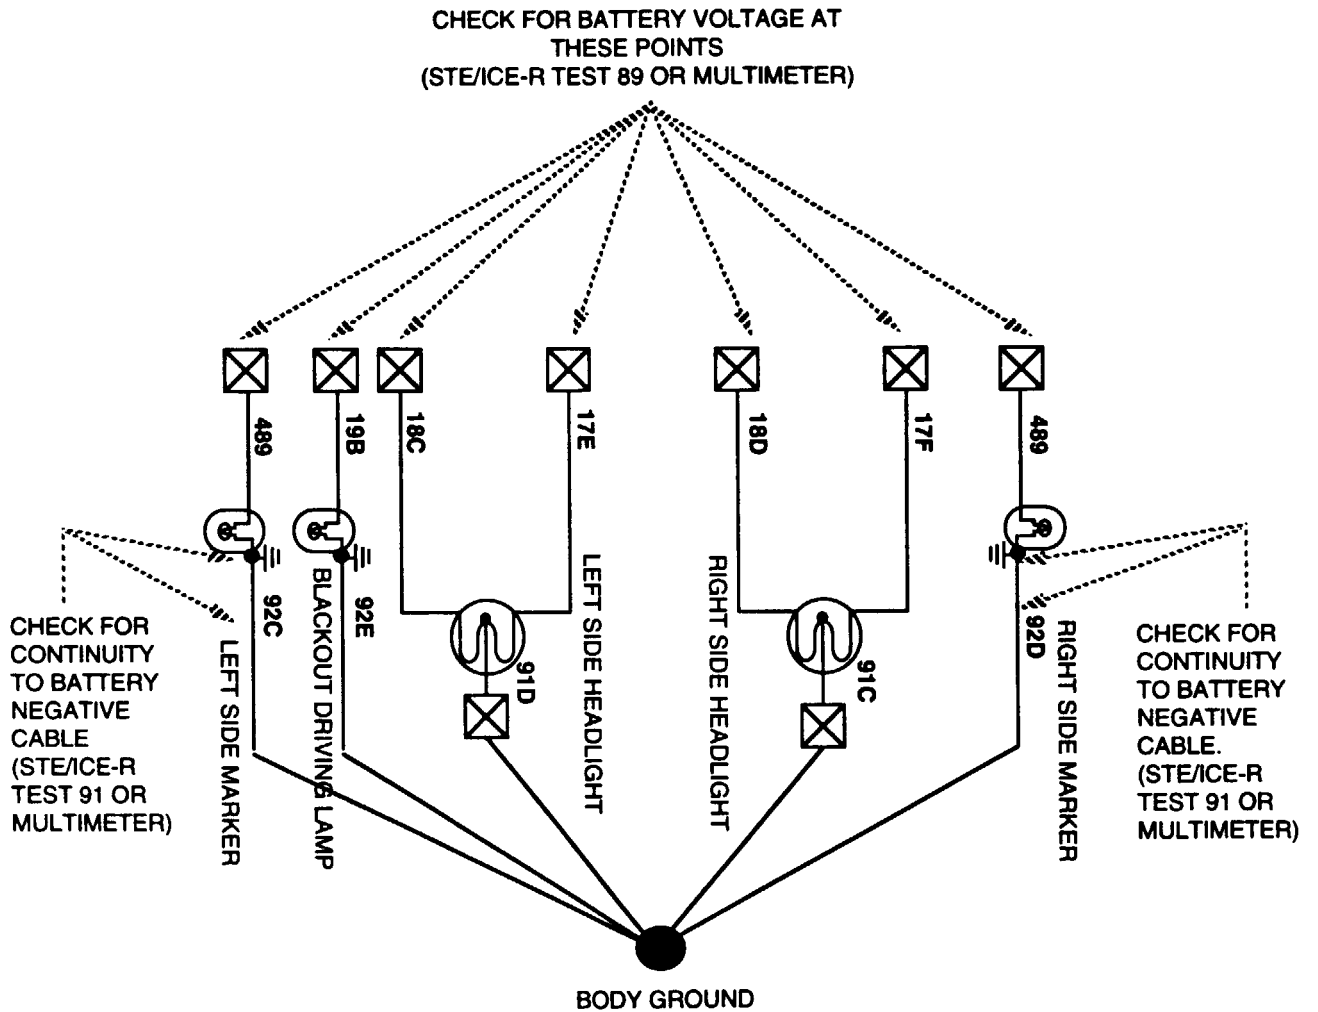 CHECK FOR BATTERY VOLTAGE AT
THESE POINTS
(STE/ICE-R TEST 89 OR MULTIMETER)
489
19B
18C
17E
18D
17F
489
92C
92E
91D
91C
92D
LEFT SIDE MARKER
BLACKOUT DRIVING LAMP
LEFT SIDE HEADLIGHT
RIGHT SIDE HEADLIGHT
RIGHT SIDE MARKER
CHECK FOR
CONTINUITY
TO BATTERY
NEGATIVE
CABLE
(STE/ICE-R
TEST 91 OR
MULTIMETER)
CHECK FOR
CONTINUITY
TO BATTERY
NEGATIVE
CABLE.
(STE/ICE-R
TEST 91 OR
MULTIMETER)
BODY GROUND